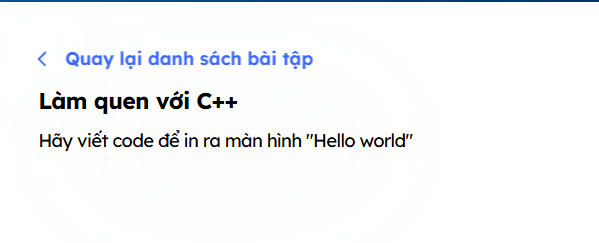 Quay lại danh sách bài tập
Làm quen với C++
Hãy viết code để in ra màn hình "Hello world"